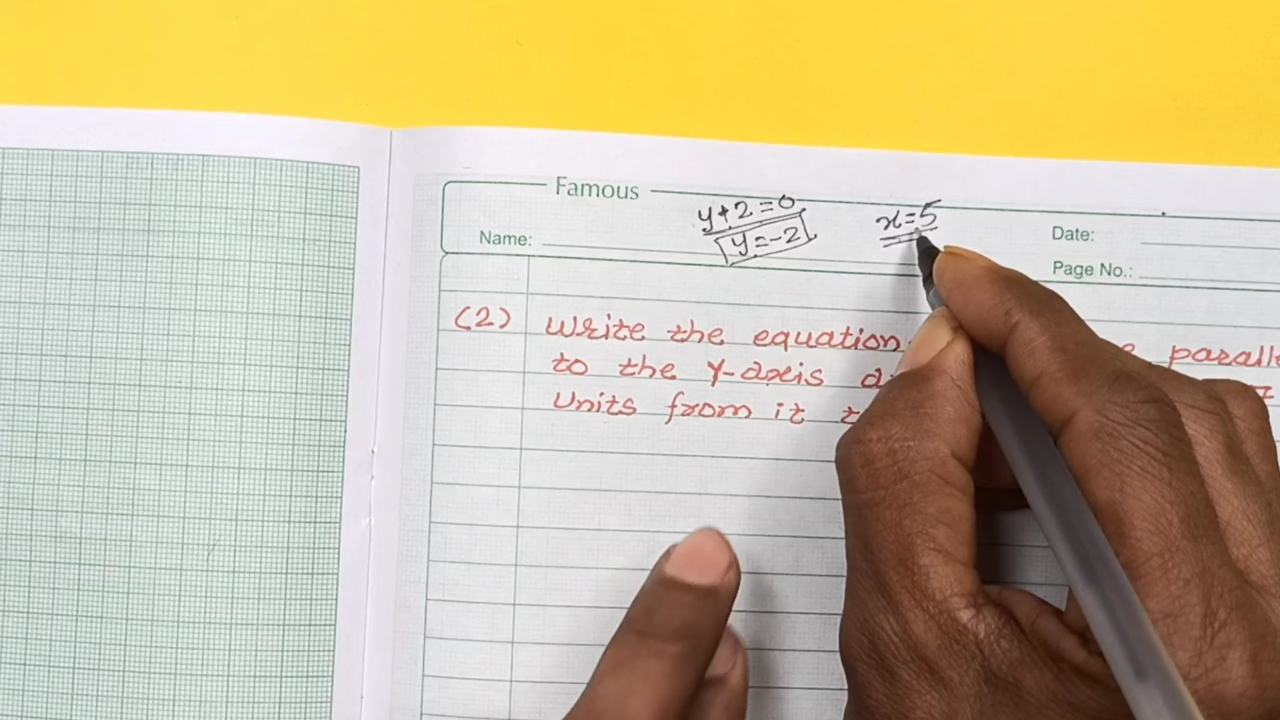 Famous
y+2=0
x=5
Name:
y=-2
Date:
Page No.:
(2) Write the equation
to the Y-axis
Units from it